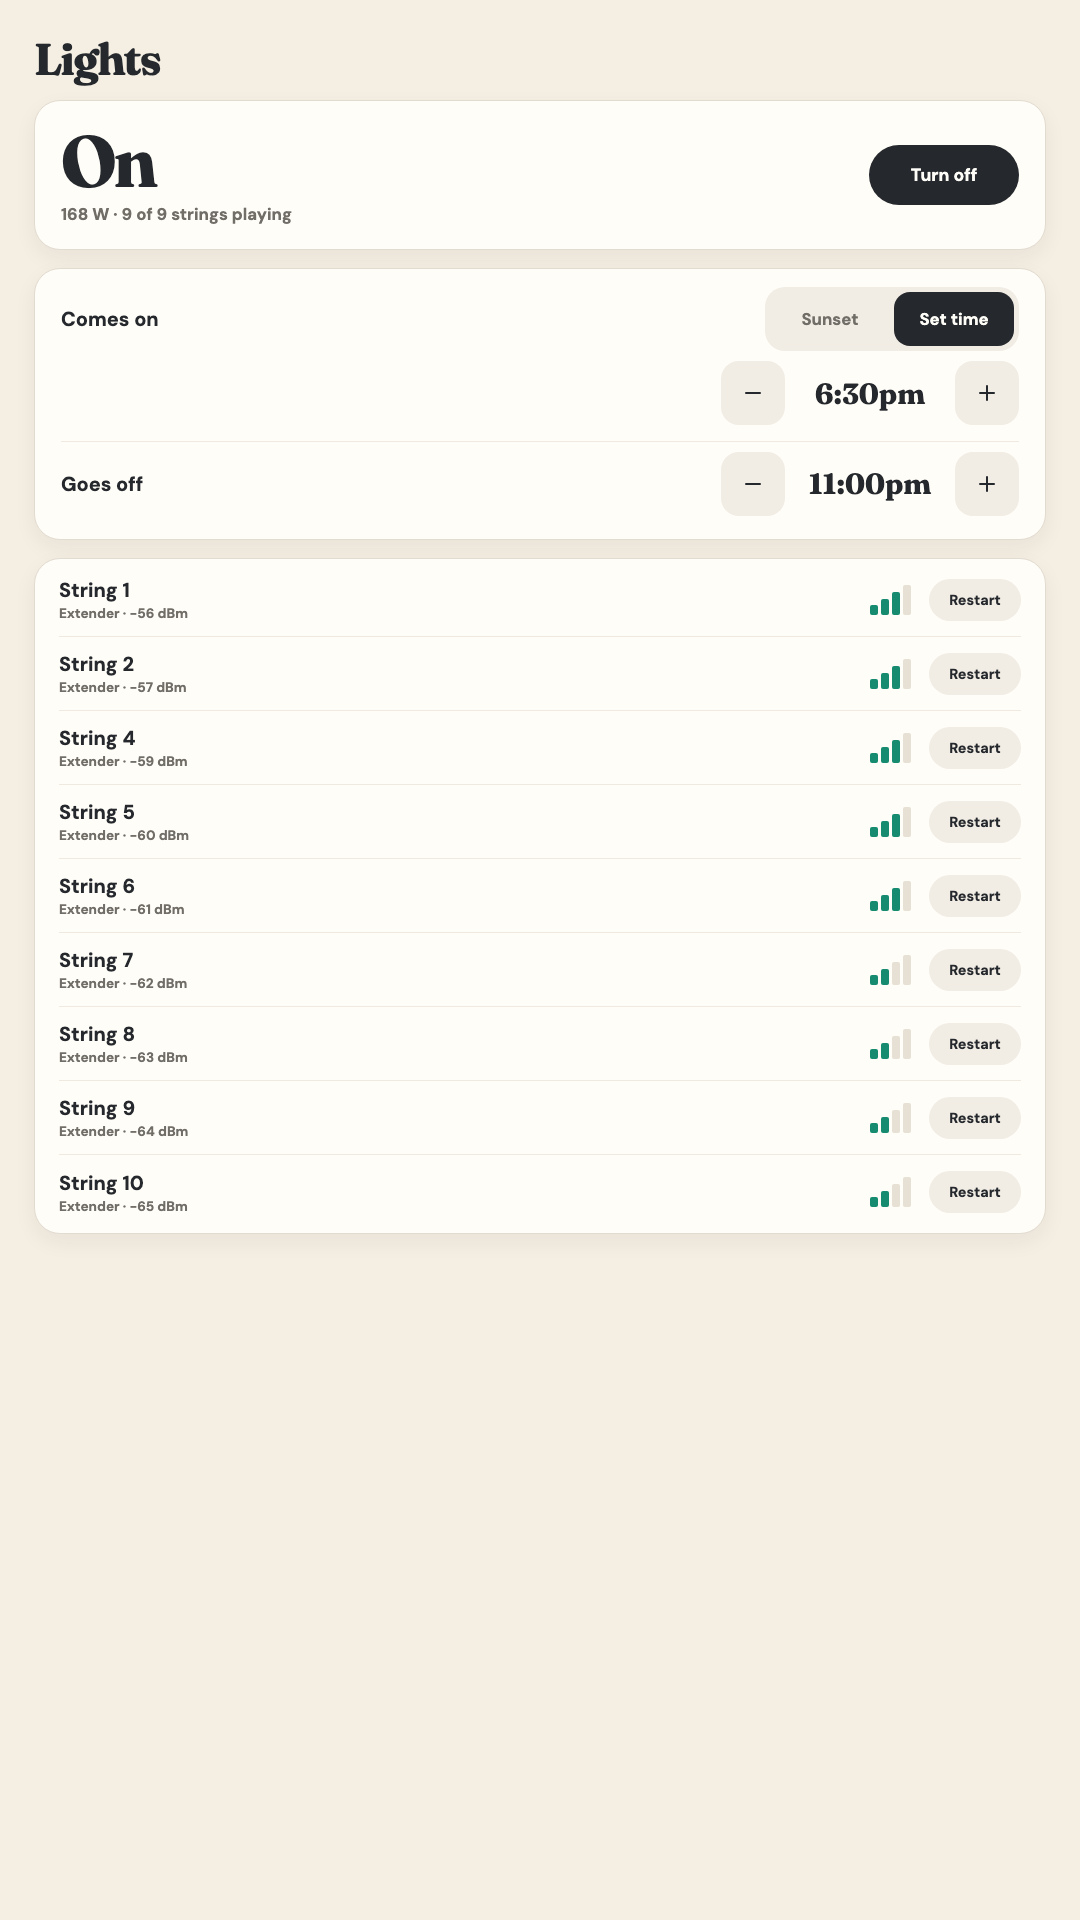 Lights
On
168 W · 9 of 9 strings playing
Turn off
Comes on
Sunset
Set time
− 6:30pm +
Goes off
− 11:00pm +
String 1
Extender · -56 dBm
Restart
String 2
Extender · -57 dBm
Restart
String 4
Extender · -59 dBm
Restart
String 5
Extender · -60 dBm
Restart
String 6
Extender · -61 dBm
Restart
String 7
Extender · -62 dBm
Restart
String 8
Extender · -63 dBm
Restart
String 9
Extender · -64 dBm
Restart
String 10
Extender · -65 dBm
Restart